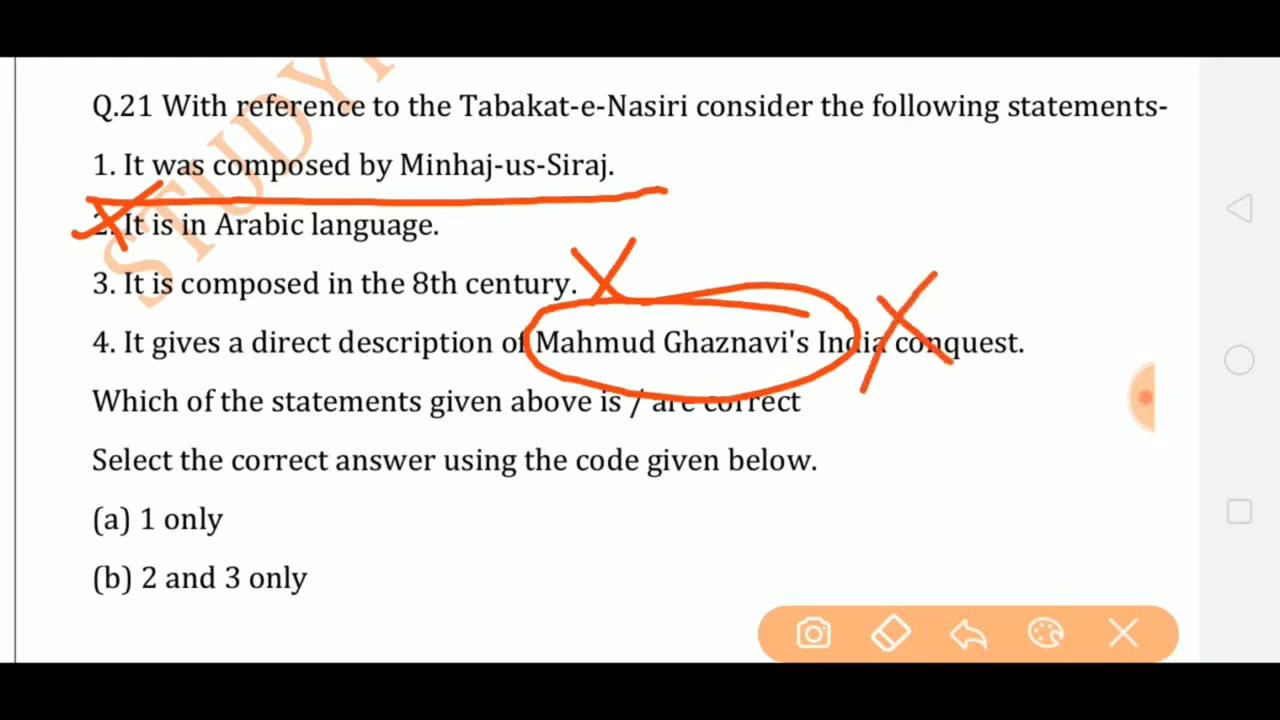 Q.21 With reference to the Tabakat-e-Nasiri consider the following statements-
1. It was composed by Minhaj-us-Siraj.
2. It is in Arabic language.
3. It is composed in the 8th century.
4. It gives a direct description of Mahmud Ghaznavi's India conquest.
Which of the statements given above is / are correct
Select the correct answer using the code given below.
(a) 1 only
(b) 2 and 3 only
STUDY